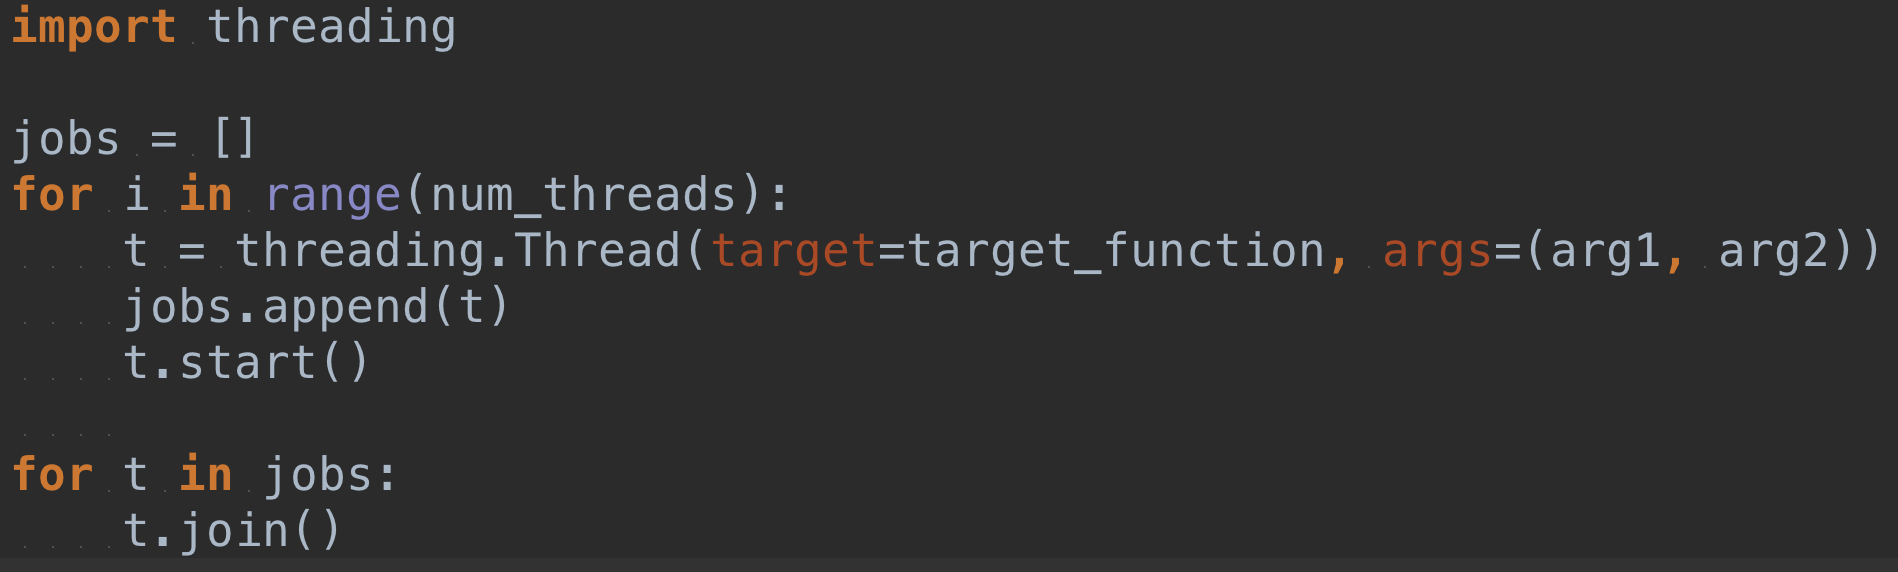 import threading

jobs = []
for i in range(num_threads):
    t = threading.Thread(target=target_function, args=(arg1, arg2))
    jobs.append(t)
    t.start()

for t in jobs:
    t.join()